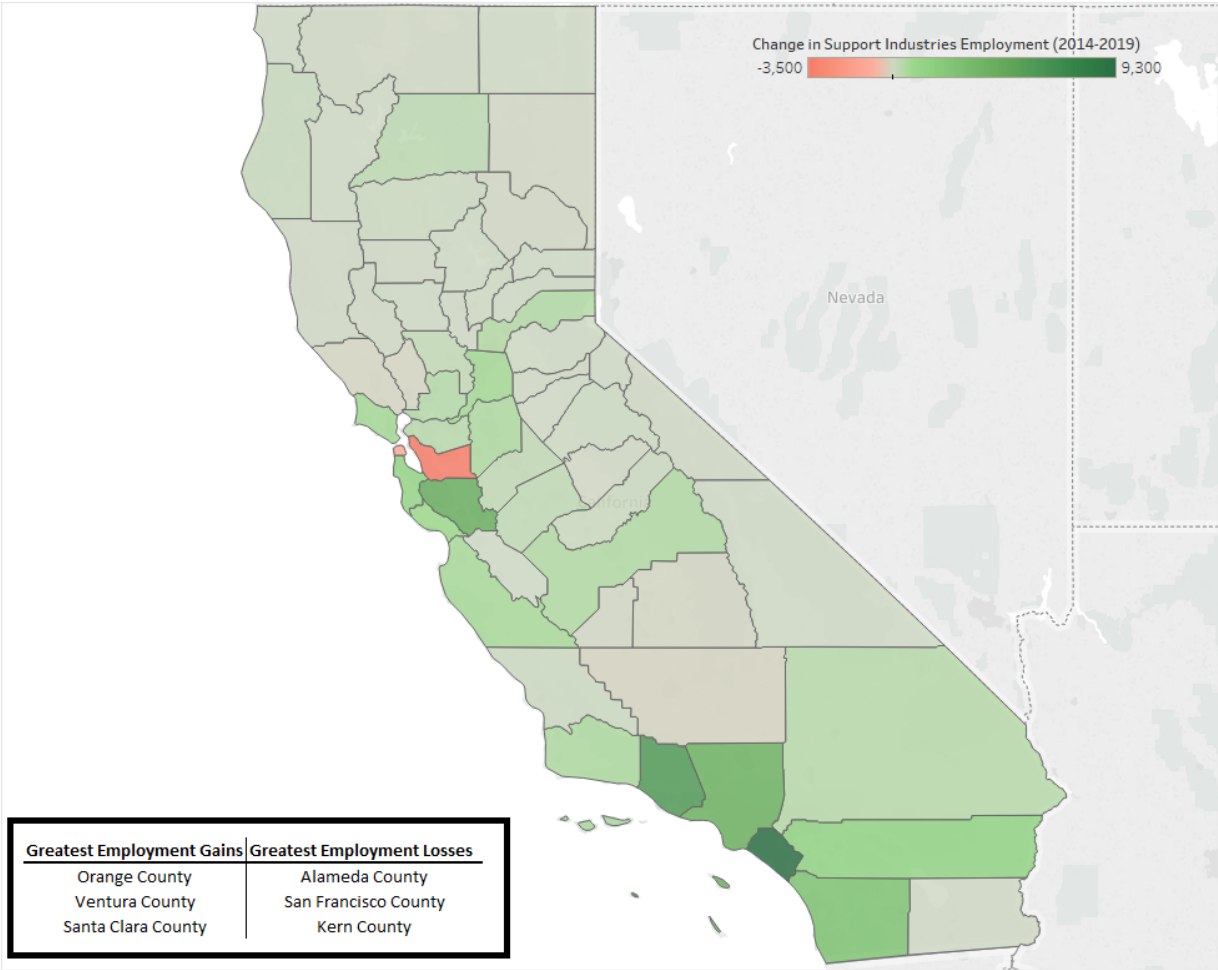 Change in Support Industries Employment (2014-2019)
-3,500 9,300
Nevada
California
Greatest Employment Gains Greatest Employment Losses
Orange County Alameda County
Ventura County San Francisco County
Santa Clara County Kern County